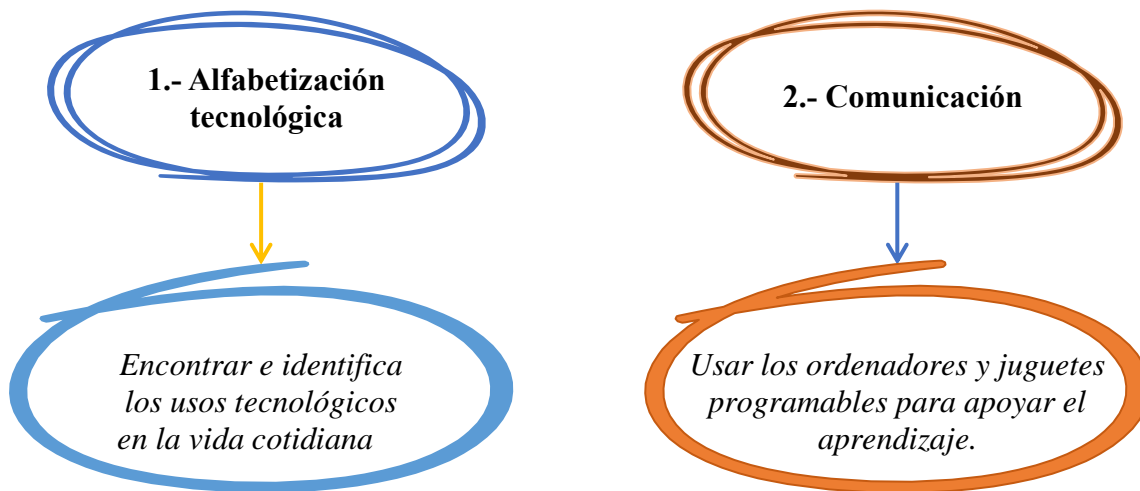 1.- Alfabetización
tecnológica
2.- Comunicación
Encontrar e identifica
los usos tecnológicos
en la vida cotidiana
Usar los ordenadores y juguetes
programables para apoyar el
aprendizaje.